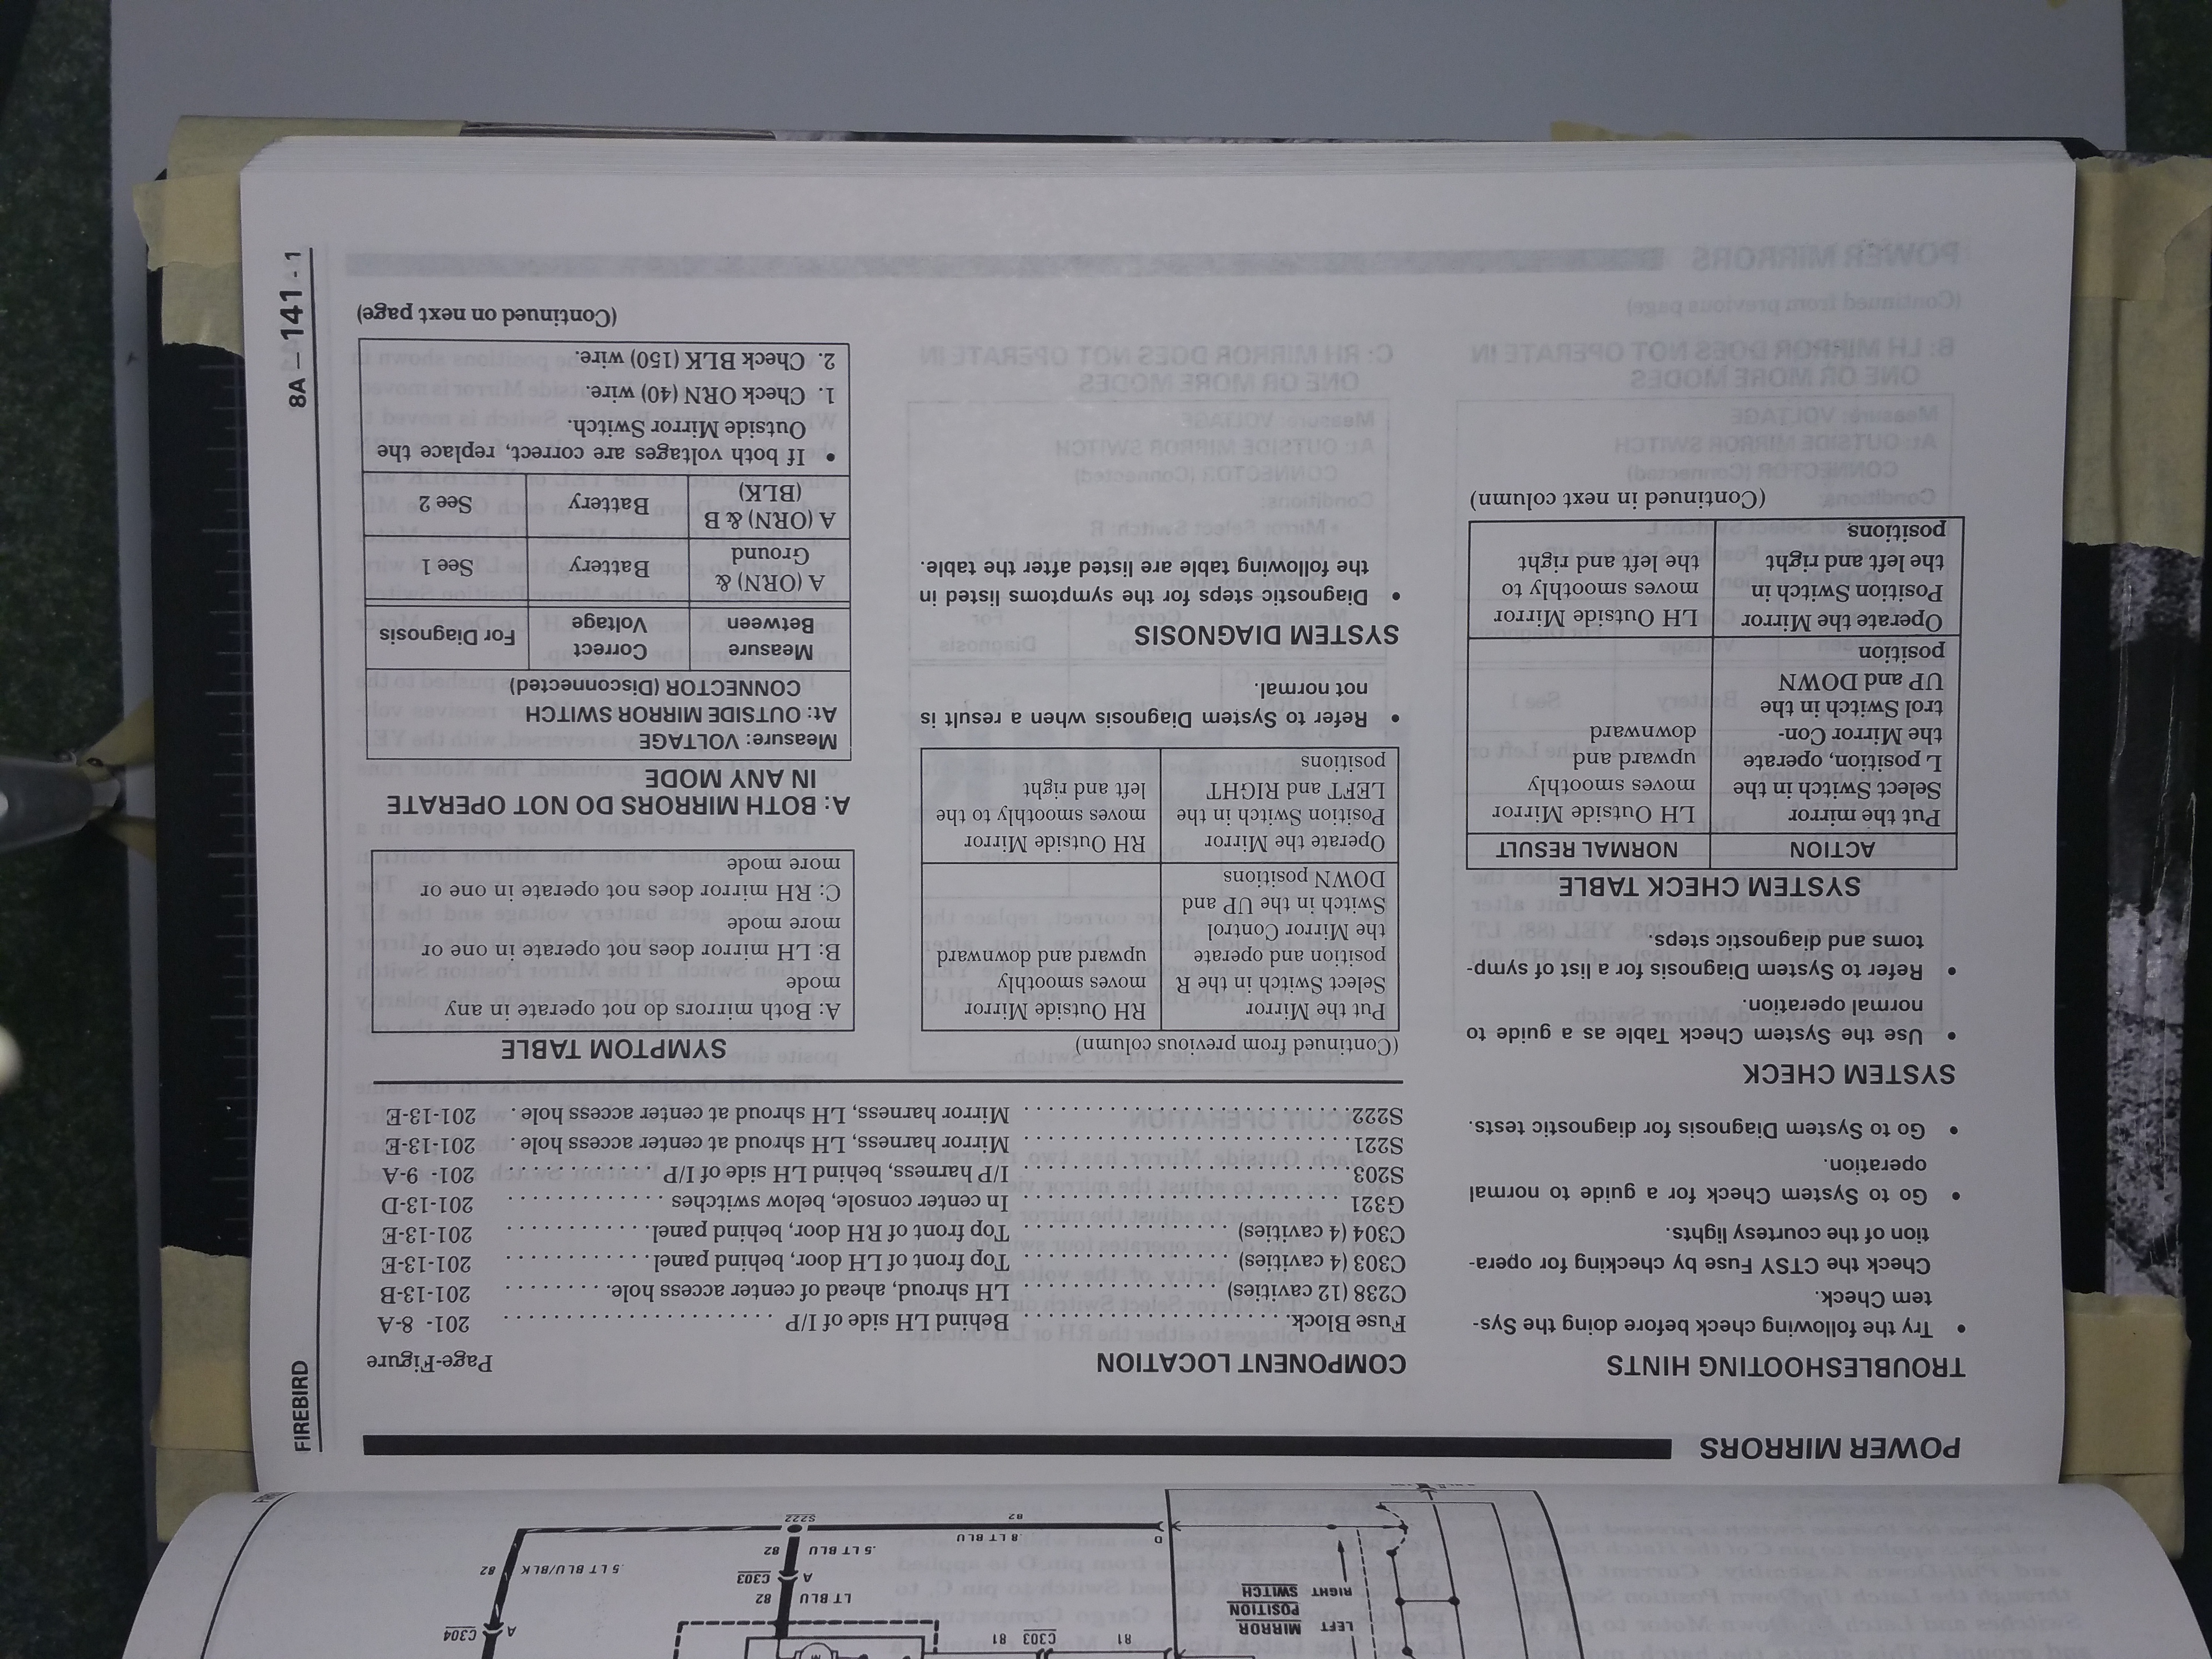 FIREBIRD
8A — 141 - 1
POWER MIRRORS
TROUBLESHOOTING HINTS
• Try the following check before doing the Sys-
tem Check.
Check the CTSY Fuse by checking for opera-
tion of the courtesy lights.
• Go to System Check for a guide to normal
operation.
• Go to System Diagnosis for diagnostic tests.
SYSTEM CHECK
• Use the System Check Table as a guide to
normal operation.
• Refer to System Diagnosis for a list of symp-
toms and diagnostic steps.
SYSTEM CHECK TABLE
ACTION NORMAL RESULT
Put the mirror LH Outside Mirror
Select Switch in the moves smoothly
L position, operate upward and
the Mirror Con- downward
trol Switch in the
UP and DOWN
position
Operate the Mirror LH Outside Mirror
Position Switch in moves smoothly to
the left and right the left and right
positions
(Continued in next column)
COMPONENT LOCATION Page-Figure
Fuse Block. . . . . . . . . . . . . . . . . . . . . . . . Behind LH side of I/P . . . . . . . . . . . . . . . . . 201- 8-A
C238 (12 cavities) . . . . . . . . . . . . . . . . . . LH shroud, ahead of center access hole. . . . . . . . . 201-13-B
C303 (4 cavities) . . . . . . . . . . . . . . . . . . . Top front of LH door, behind panel . . . . . . . . . . . . 201-13-E
C304 (4 cavities) . . . . . . . . . . . . . . . . . . . Top front of RH door, behind panel. . . . . . . . . . . . 201-13-E
G321 . . . . . . . . . . . . . . . . . . . . . . . . . . . . In center console, below switches . . . . . . . . . . . . . 201-13-D
S203 . . . . . . . . . . . . . . . . . . . . . . . . . . . . I/P harness, behind LH side of I/P . . . . . . . . . . . . 201- 9-A
S221 . . . . . . . . . . . . . . . . . . . . . . . . . . . . Mirror harness, LH shroud at center access hole . 201-13-E
S222. . . . . . . . . . . . . . . . . . . . . . . . . . . . Mirror harness, LH shroud at center access hole . 201-13-E
(Continued from previous column)
Put the Mirror RH Outside Mirror
Select Switch in the R moves smoothly
position and operate upward and downward
the Mirror Control
Switch in the UP and
DOWN positions
Operate the Mirror RH Outside Mirror
Position Switch in the moves smoothly to the
LEFT and RIGHT left and right
positions
• Refer to System Diagnosis when a result is
not normal.
SYSTEM DIAGNOSIS
• Diagnostic steps for the symptoms listed in
the following table are listed after the table.
SYMPTOM TABLE
A: Both mirrors do not operate in any
mode
B: LH mirror does not operate in one or
more mode
C: RH mirror does not operate in one or
more mode
A: BOTH MIRRORS DO NOT OPERATE
IN ANY MODE
Measure: VOLTAGE
At: OUTSIDE MIRROR SWITCH
CONNECTOR (Disconnected)
Measure Correct For Diagnosis
Between Voltage
A (ORN) & Battery See 1
Ground
A (ORN) & B Battery See 2
(BLK)
• If both voltages are correct, replace the
Outside Mirror Switch.
1. Check ORN (40) wire.
2. Check BLK (150) wire.
(Continued on next page)
LEFT
RIGHT
MIRROR
POSITION
SWITCH
81
C303 81
LT BLU 82
A C303
.5 LT BLU 82
S222
.8 LT BLU
82
D
A C304
.5 LT BLU/BLK 82